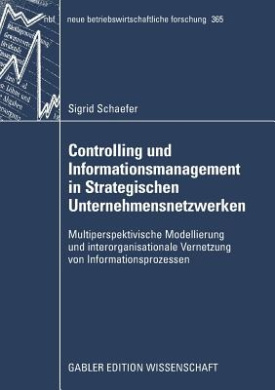 nbf neue betriebswirtschaftliche forschung 365
Sigrid Schaefer
Controlling und
Informationsmanagement
in Strategischen
Unternehmensnetzwerken
Multiperspektivische Modellierung
und interorganisationale Vernetzung
von Informationsprozessen
GABLER EDITION WISSENSCHAFT